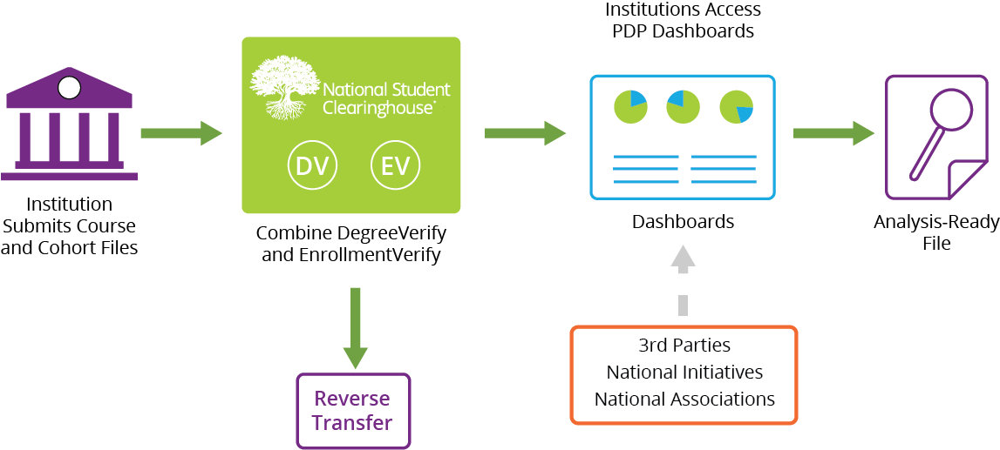 Institution
Submits Course
and Cohort Files
National Student
Clearinghouse
DV
EV
Combine DegreeVerify
and EnrollmentVerify
Reverse
Transfer
Institutions Access
PDP Dashboards
Dashboards
3rd Parties
National Initiatives
National Associations
Analysis-Ready
File